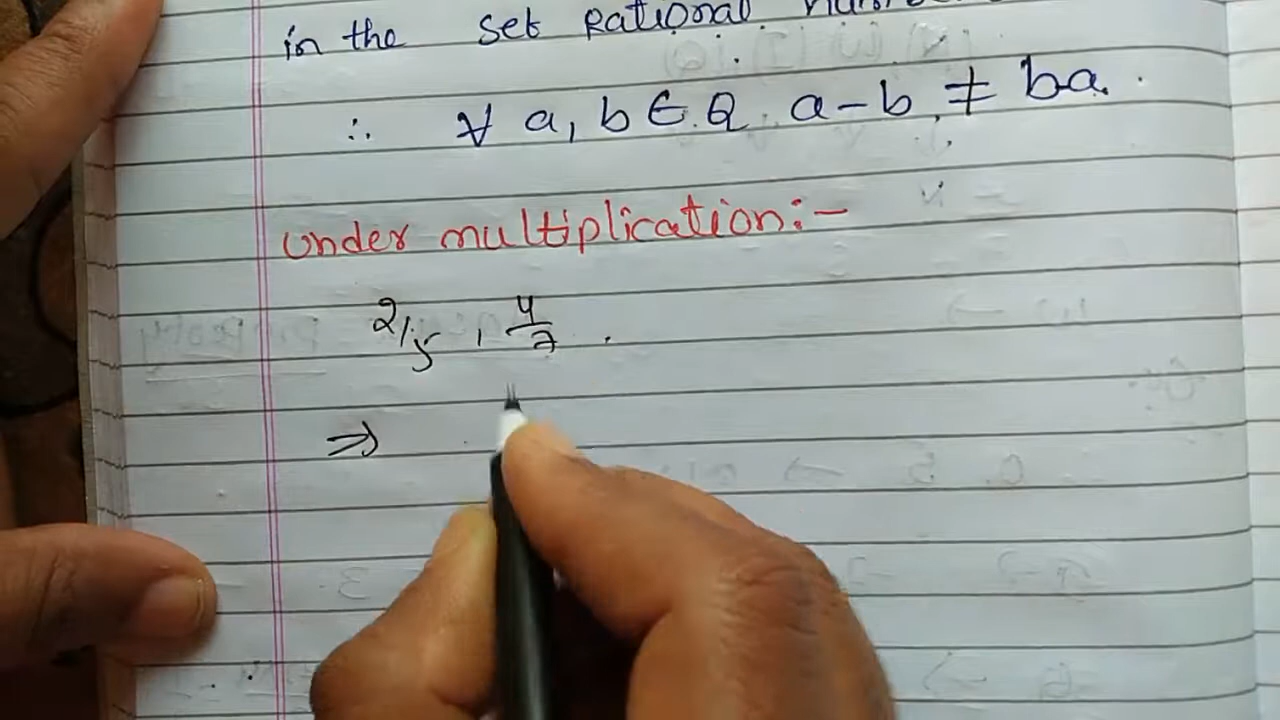 in the set Rational
∴ ∀ a, b ∈ Q. a - b ≠ ba.
under multiplication:-
2/5, 4/7 .
⇒